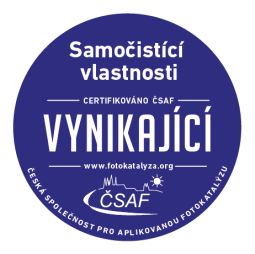 Samočistící
vlastnosti
CERTIFIKOVÁNO ČSAF
VYNIKAJÍCÍ
www.fotokatalyza.org
ČSAF
ČESKÁ SPOLEČNOST PRO APLIKOVANOU FOTOKATALÝZU